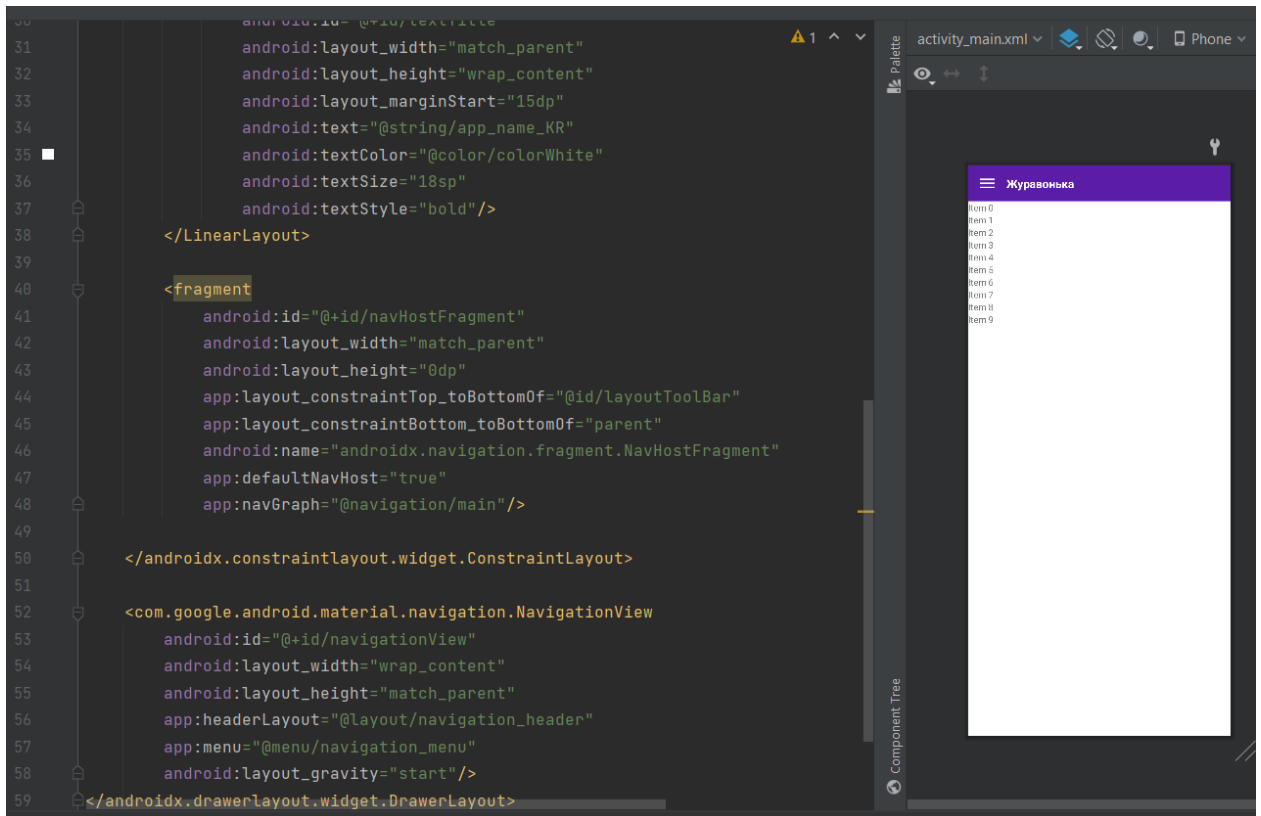 30 android:id="@+id/textTitle"
31 android:layout_width="match_parent"
32 android:layout_height="wrap_content"
33 android:layout_marginStart="15dp"
34 android:text="@string/app_name_KR"
35 android:textColor="@color/colorWhite"
36 android:textSize="18sp"
37 android:textStyle="bold"/>
38 </LinearLayout>
39
40 <fragment
41 android:id="@+id/navHostFragment"
42 android:layout_width="match_parent"
43 android:layout_height="0dp"
44 app:layout_constraintTop_toBottomOf="@id/layoutToolBar"
45 app:layout_constraintBottom_toBottomOf="parent"
46 android:name="androidx.navigation.fragment.NavHostFragment"
47 app:defaultNavHost="true"
48 app:navGraph="@navigation/main"/>
49
50 </androidx.constraintlayout.widget.ConstraintLayout>
51
52 <com.google.android.material.navigation.NavigationView
53 android:id="@+id/navigationView"
54 android:layout_width="wrap_content"
55 android:layout_height="match_parent"
56 app:headerLayout="@layout/navigation_header"
57 app:menu="@menu/navigation_menu"
58 android:layout_gravity="start"/>
59 </androidx.drawerlayout.widget.DrawerLayout>
1
Palette
Component Tree
activity_main.xml
Phone
Журавонька
Item 0
Item 1
Item 2
Item 3
Item 4
Item 5
Item 6
Item 7
Item 8
Item 9